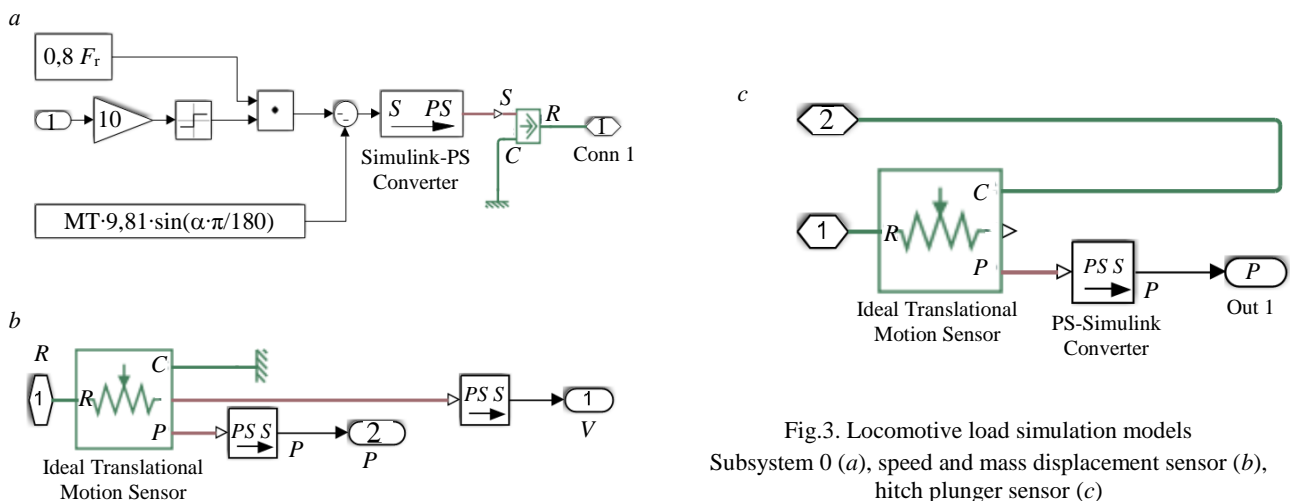 a
0,8 Fr
1
10
S PS
S
R
C
1
Conn 1
Simulink-PS
Converter
MT·9,81·sin(α·π/180)
b
R
1
R
C
P
PS S
P
2
P
PS S
1
V
Ideal Translational
Motion Sensor
c
2
1
R
C
P
PS S
P
P
Out 1
Ideal Translational
Motion Sensor
PS-Simulink
Converter
Fig.3. Locomotive load simulation models
Subsystem 0 (a), speed and mass displacement sensor (b),
hitch plunger sensor (c)